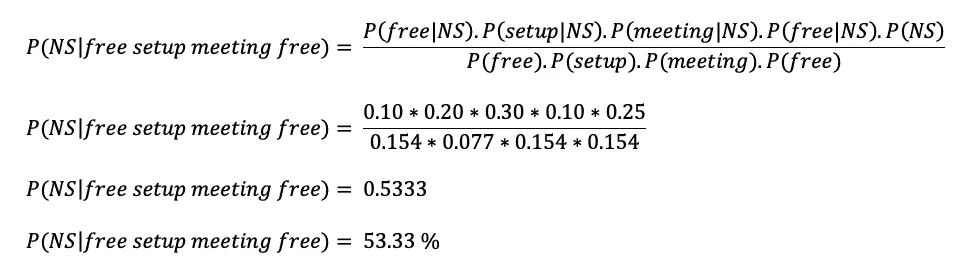 P(NS|free setup meeting free) = P(free|NS). P(setup|NS). P(meeting|NS). P(free|NS). P(NS) / P(free). P(setup). P(meeting). P(free)
P(NS|free setup meeting free) = 0.10 * 0.20 * 0.30 * 0.10 * 0.25 / 0.154 * 0.077 * 0.154 * 0.154
P(NS|free setup meeting free) = 0.5333
P(NS|free setup meeting free) = 53.33 %